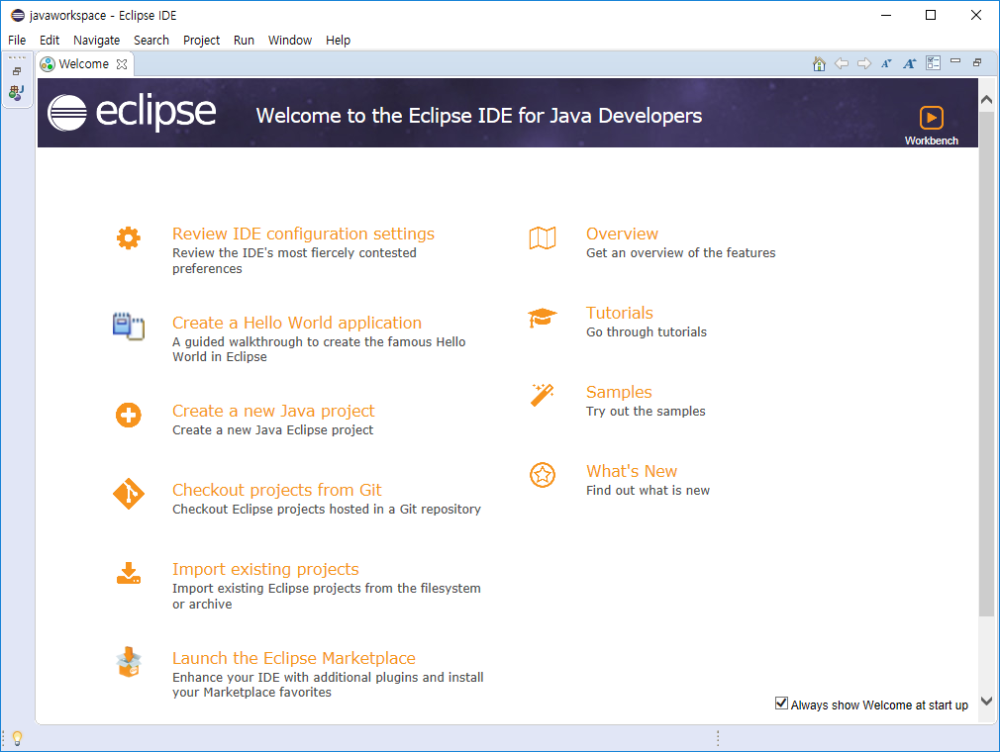 javaworkspace - Eclipse IDE
File Edit Navigate Search Project Run Window Help
Welcome
eclipse
Welcome to the Eclipse IDE for Java Developers
Workbench
Review IDE configuration settings
Review the IDE's most fiercely contested
preferences
Create a Hello World application
A guided walkthrough to create the famous Hello
World in Eclipse
Create a new Java project
Create a new Java Eclipse project
Checkout projects from Git
Checkout Eclipse projects hosted in a Git repository
Import existing projects
Import existing Eclipse projects from the filesystem
or archive
Launch the Eclipse Marketplace
Enhance your IDE with additional plugins and install
your Marketplace favorites
Overview
Get an overview of the features
Tutorials
Go through tutorials
Samples
Try out the samples
What's New
Find out what is new
Always show Welcome at start up